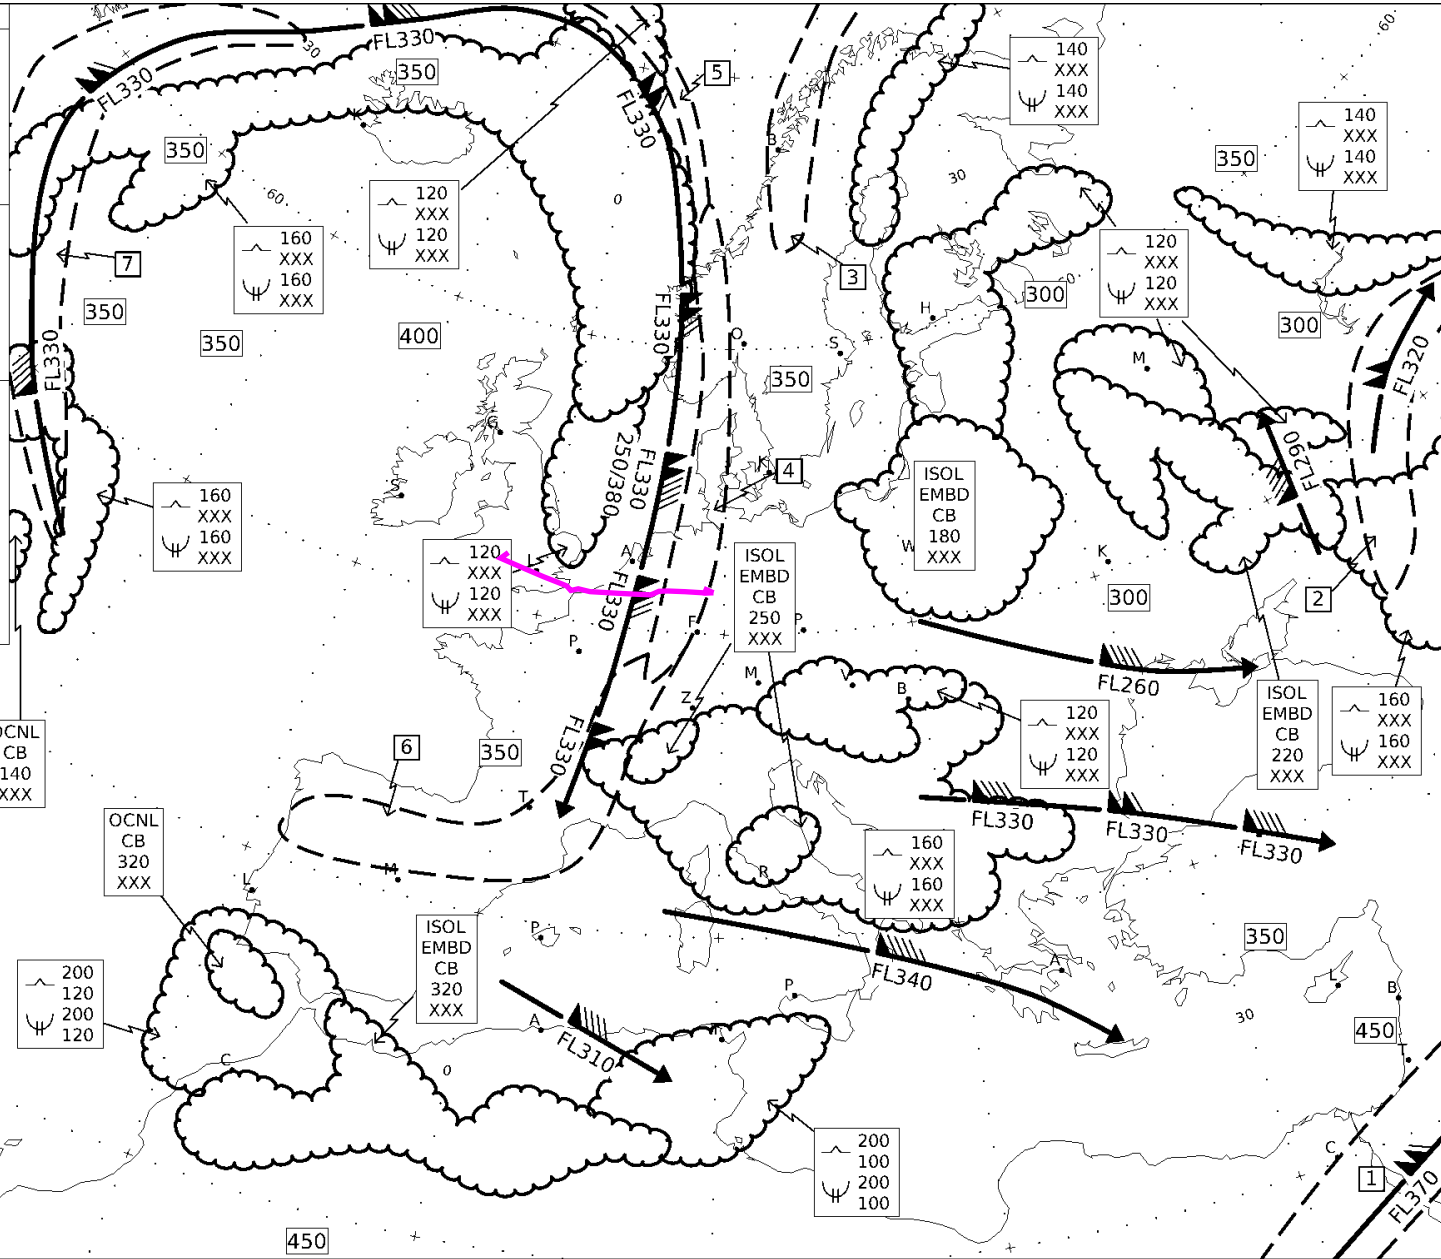 FL330
30
350
FL330
5
140
XXX
140
XXX
60
FL330
140
XXX
140
XXX
350
350
B
30
K
120
XXX
120
XXX
0
60
160
XXX
160
XXX
7
3
120
XXX
120
XXX
60
300
300
350
350
400
FL330
H
O
S
350
FL330
M
FL320
G
250/380
FL330
K
4
ISOL
EMBD
CB
180
XXX
FL290
S
160
XXX
160
XXX
120
XXX
120
XXX
L
A
W
K
ISOL
EMBD
CB
250
XXX
FL330
300
2
P
F
P
FL260
M
V
B
Z
ISOL
EMBD
CB
220
XXX
160
XXX
160
XXX
120
XXX
120
XXX
OCNL
CB
140
XXX
6
350
FL330
T
FL330
FL330
FL330
OCNL
CB
320
XXX
160
XXX
160
XXX
M
R
L
ISOL
EMBD
CB
320
XXX
P
350
A
FL340
L
B
200
120
200
120
P
A
FL310
T
30
450
T
C
0
200
100
200
100
C
1
FL370
450